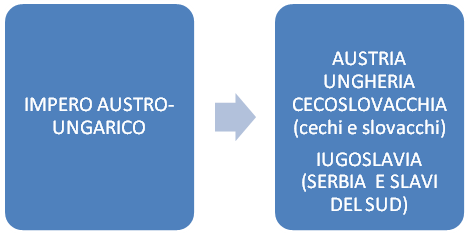 IMPERO AUSTRO-
UNGARICO
AUSTRIA
UNGHERIA
CECOSLOVACCHIA
(cechi e slovacchi)
IUGOSLAVIA
(SERBIA E SLAVI
DEL SUD)